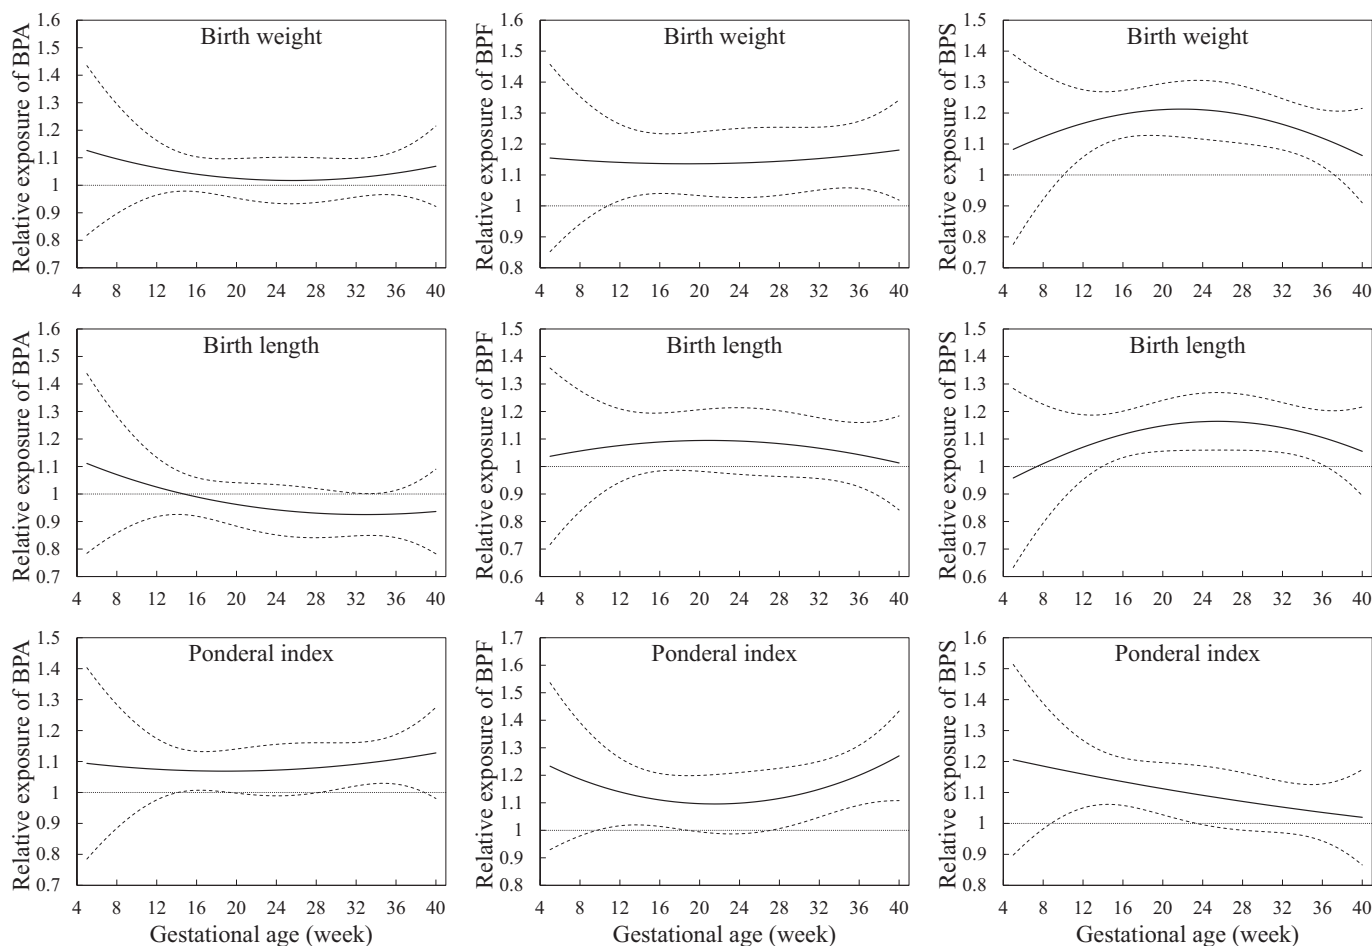 Relative exposure of BPA
Birth weight
1.6
1.5
1.4
1.3
1.2
1.1
1
0.9
0.8
0.7
4 8 12 16 20 24 28 32 36 40
Relative exposure of BPF
Birth weight
1.6
1.5
1.4
1.3
1.2
1.1
1
0.9
0.8
4 8 12 16 20 24 28 32 36 40
Relative exposure of BPS
Birth weight
1.5
1.4
1.3
1.2
1.1
1
0.9
0.8
0.7
4 8 12 16 20 24 28 32 36 40
Relative exposure of BPA
Birth length
1.6
1.5
1.4
1.3
1.2
1.1
1
0.9
0.8
0.7
4 8 12 16 20 24 28 32 36 40
Relative exposure of BPF
Birth length
1.5
1.4
1.3
1.2
1.1
1
0.9
0.8
0.7
0.6
4 8 12 16 20 24 28 32 36 40
Relative exposure of BPS
Birth length
1.5
1.4
1.3
1.2
1.1
1
0.9
0.8
0.7
0.6
4 8 12 16 20 24 28 32 36 40
Relative exposure of BPA
Ponderal index
1.5
1.4
1.3
1.2
1.1
1
0.9
0.8
0.7
4 8 12 16 20 24 28 32 36 40
Gestational age (week)
Relative exposure of BPF
Ponderal index
1.7
1.6
1.5
1.4
1.3
1.2
1.1
1
0.9
0.8
4 8 12 16 20 24 28 32 36 40
Gestational age (week)
Relative exposure of BPS
Ponderal index
1.6
1.5
1.4
1.3
1.2
1.1
1
0.9
0.8
4 8 12 16 20 24 28 32 36 40
Gestational age (week)